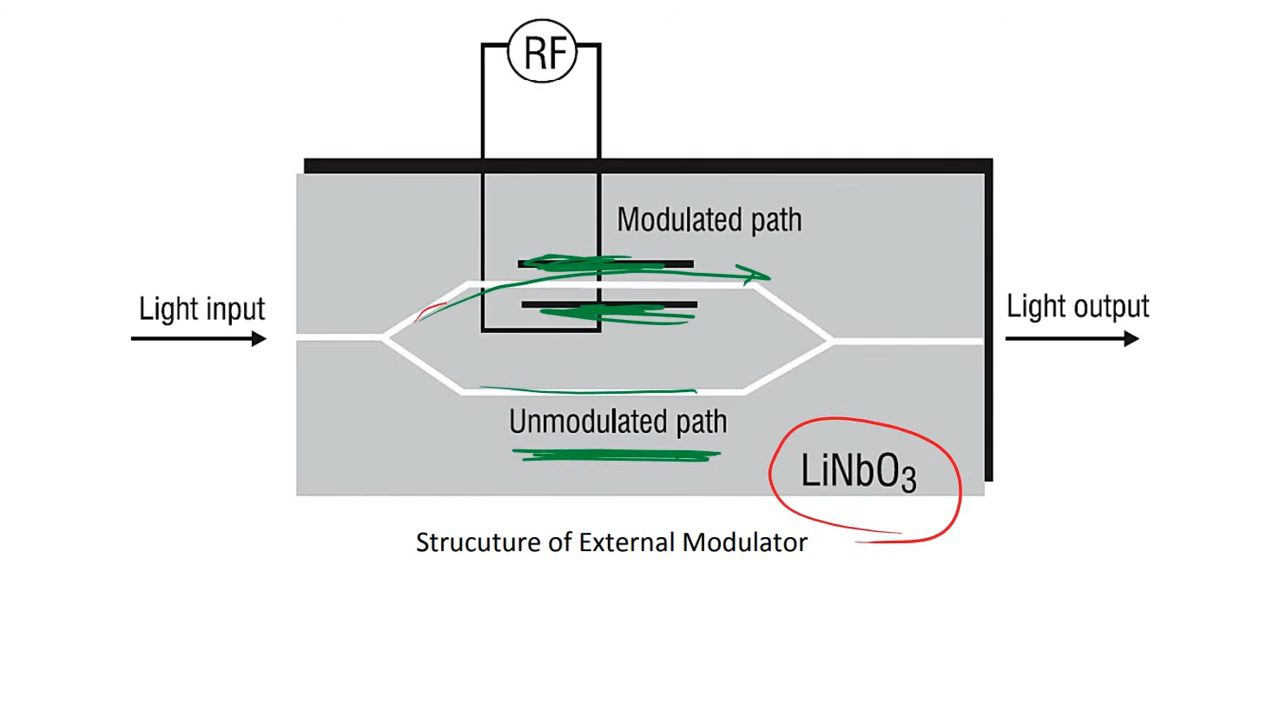 RF
Modulated path
Light input
Light output
Unmodulated path
LiNbO₃
Strucuture of External Modulator